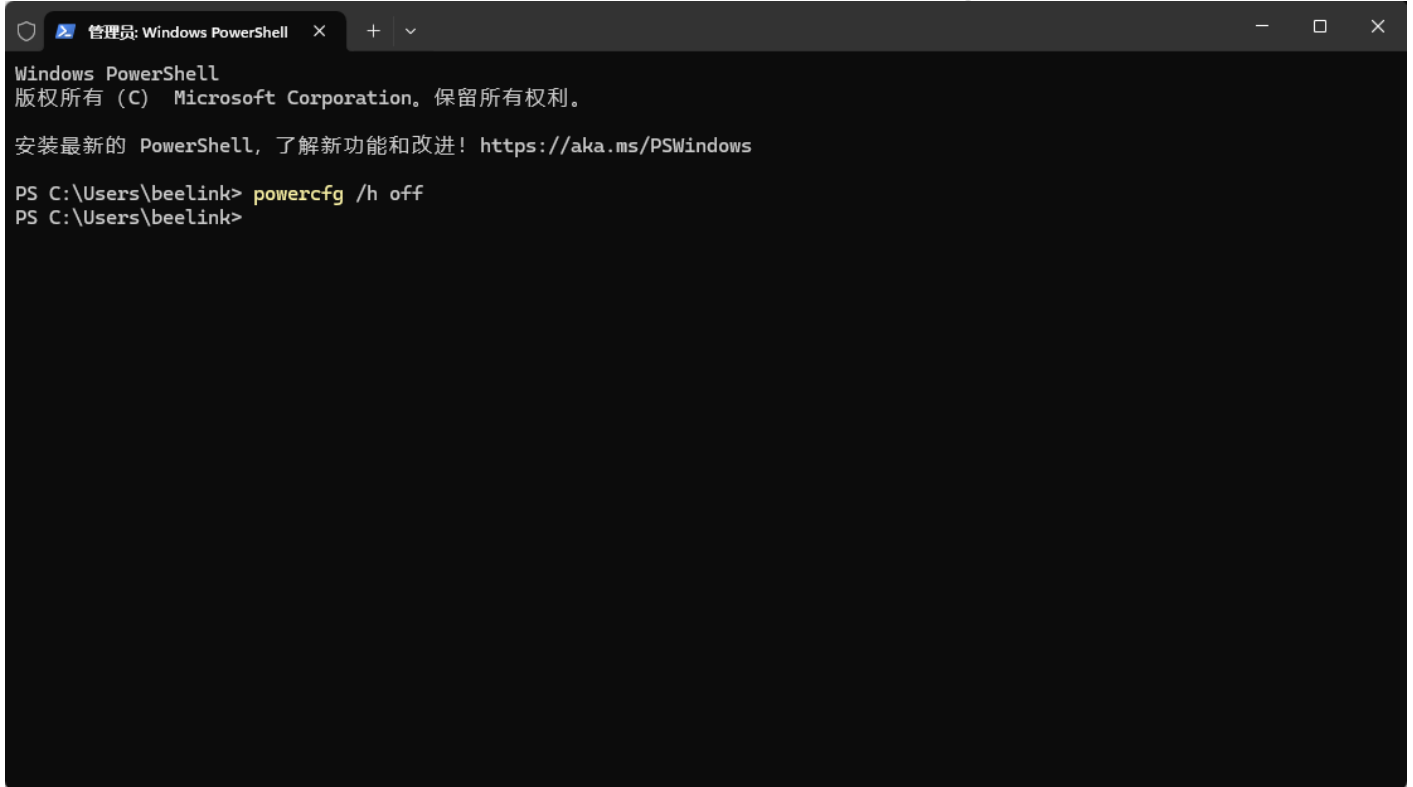 管理员: Windows PowerShell
Windows PowerShell
版权所有 (C)  Microsoft Corporation。保留所有权利。
安装最新的 PowerShell，了解新功能和改进！https://aka.ms/PSWindows
PS C:\Users\beelink> powercfg /h off
PS C:\Users\beelink>